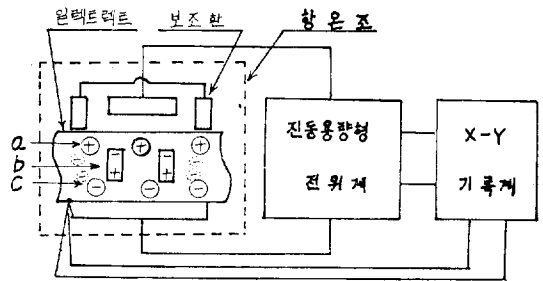 일렉트렉트
보조환
항온조
a
b
c
진동용량형
전위계
X-Y
기록계
+ + +
- -
+ +
- - -